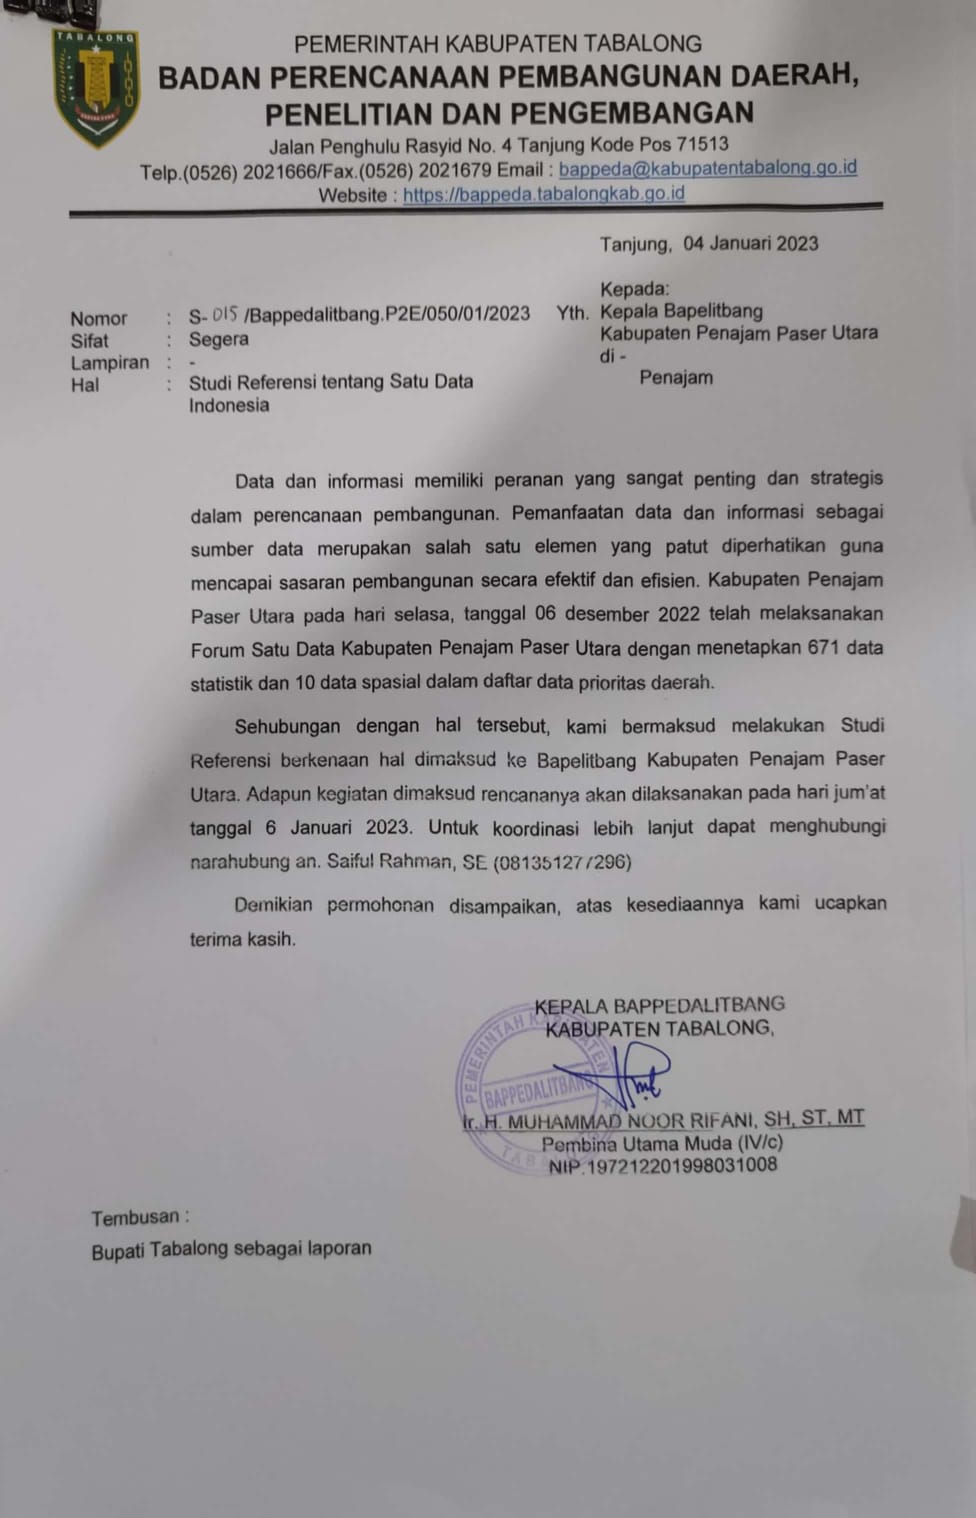 TABALONG
PEMERINTAH KABUPATEN TABALONG
BADAN PERENCANAAN PEMBANGUNAN DAERAH,
PENELITIAN DAN PENGEMBANGAN
Jalan Penghulu Rasyid No. 4 Tanjung Kode Pos 71513
Telp.(0526) 2021666/Fax.(0526) 2021679 Email : bappeda@kabupatentabalong.go.id
Website : https://bappeda.tabalongkab.go.id
Tanjung, 04 Januari 2023
Kepada:
Nomor : S-015/Bappedalitbang.P2E/050/01/2023 Yth. Kepala Bapelitbang
Sifat : Segera Kabupaten Penajam Paser Utara
Lampiran : - di -
Hal : Studi Referensi tentang Satu Data Penajam
Indonesia
Data dan informasi memiliki peranan yang sangat penting dan strategis
dalam perencanaan pembangunan. Pemanfaatan data dan informasi sebagai
sumber data merupakan salah satu elemen yang patut diperhatikan guna
mencapai sasaran pembangunan secara efektif dan efisien. Kabupaten Penajam
Paser Utara pada hari selasa, tanggal 06 desember 2022 telah melaksanakan
Forum Satu Data Kabupaten Penajam Paser Utara dengan menetapkan 671 data
statistik dan 10 data spasial dalam daftar data prioritas daerah.
Sehubungan dengan hal tersebut, kami bermaksud melakukan Studi
Referensi berkenaan hal dimaksud ke Bapelitbang Kabupaten Penajam Paser
Utara. Adapun kegiatan dimaksud rencananya akan dilaksanakan pada hari jum'at
tanggal 6 Januari 2023. Untuk koordinasi lebih lanjut dapat menghubungi
narahubung an. Saiful Rahman, SE (081351277296)
Demikian permohonan disampaikan, atas kesediaannya kami ucapkan
terima kasih.
KEPALA BAPPEDALITBANG
KABUPATEN TABALONG,
PEMERINTAH KABUPATEN
BAPPEDALITBANG
Ir. H. MUHAMMAD NOOR RIFANI, SH, ST, MT
Pembina Utama Muda (IV/c)
NIP.197212201998031008
Tembusan :
Bupati Tabalong sebagai laporan